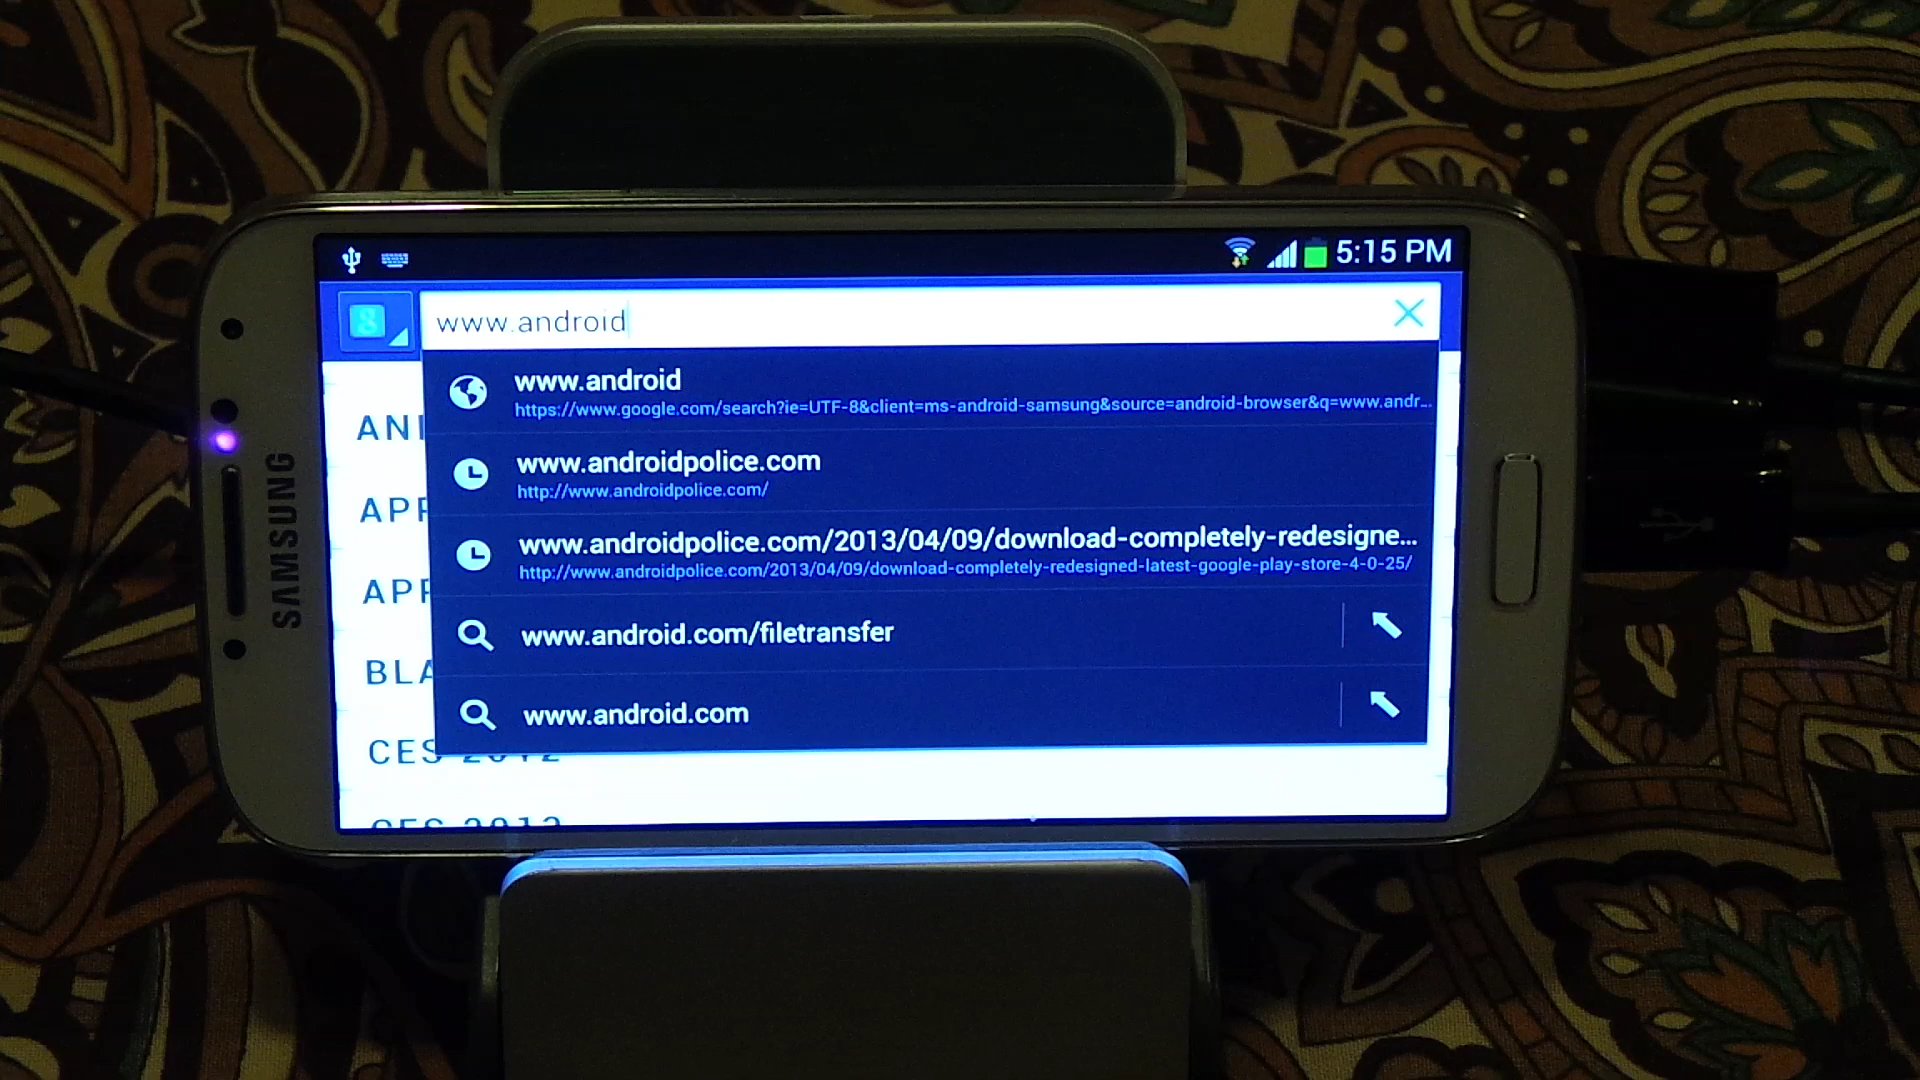 5:15 PM
www.android
www.android
https://www.google.com/search?ie=UTF-8&client=ms-android-samsung&source=android-browser&q=www.andr...
www.androidpolice.com
http://www.androidpolice.com/
www.androidpolice.com/2013/04/09/download-completely-redesigne...
http://www.androidpolice.com/2013/04/09/download-completely-redesigned-latest-google-play-store-4-0-25/
www.android.com/filetransfer
www.android.com
ANI
APP
APP
BLA
CES 2012
CES 2013
SAMSUNG